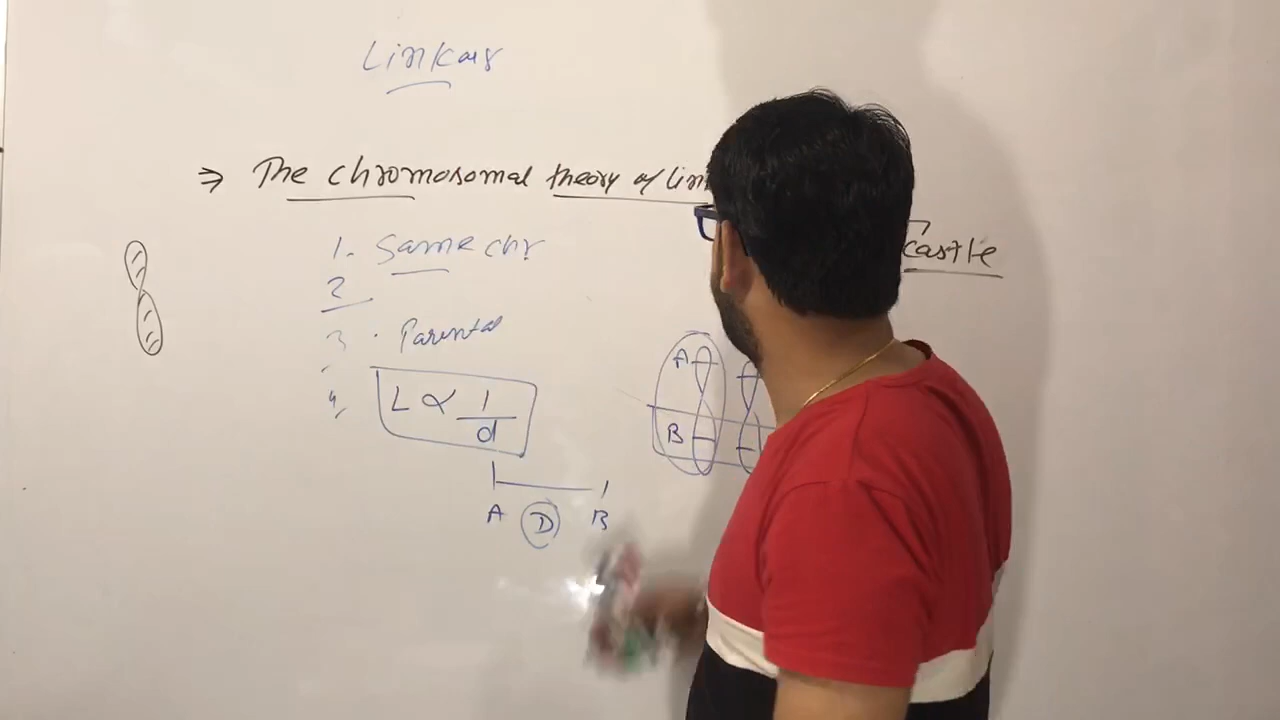 Linkage
⇒ The chromosomal theory of lin
castle
1. Same chr
2
3. Parental
4. L ∝ 1/d
A
B
A D B